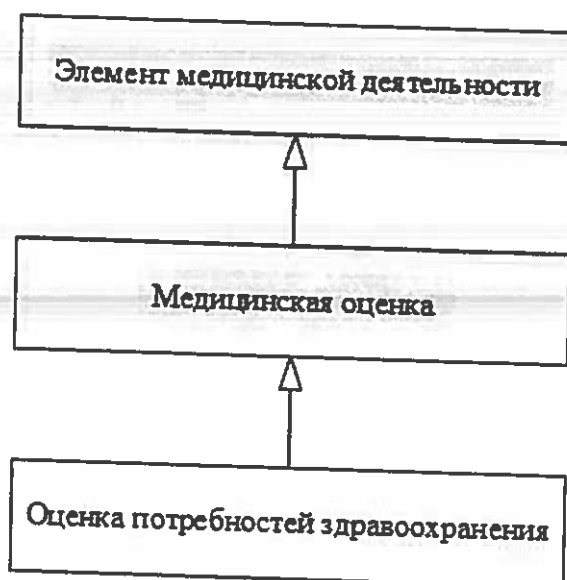 Элемент медицинской деятельности
Медицинская оценка
Оценка потребностей здравоохранения